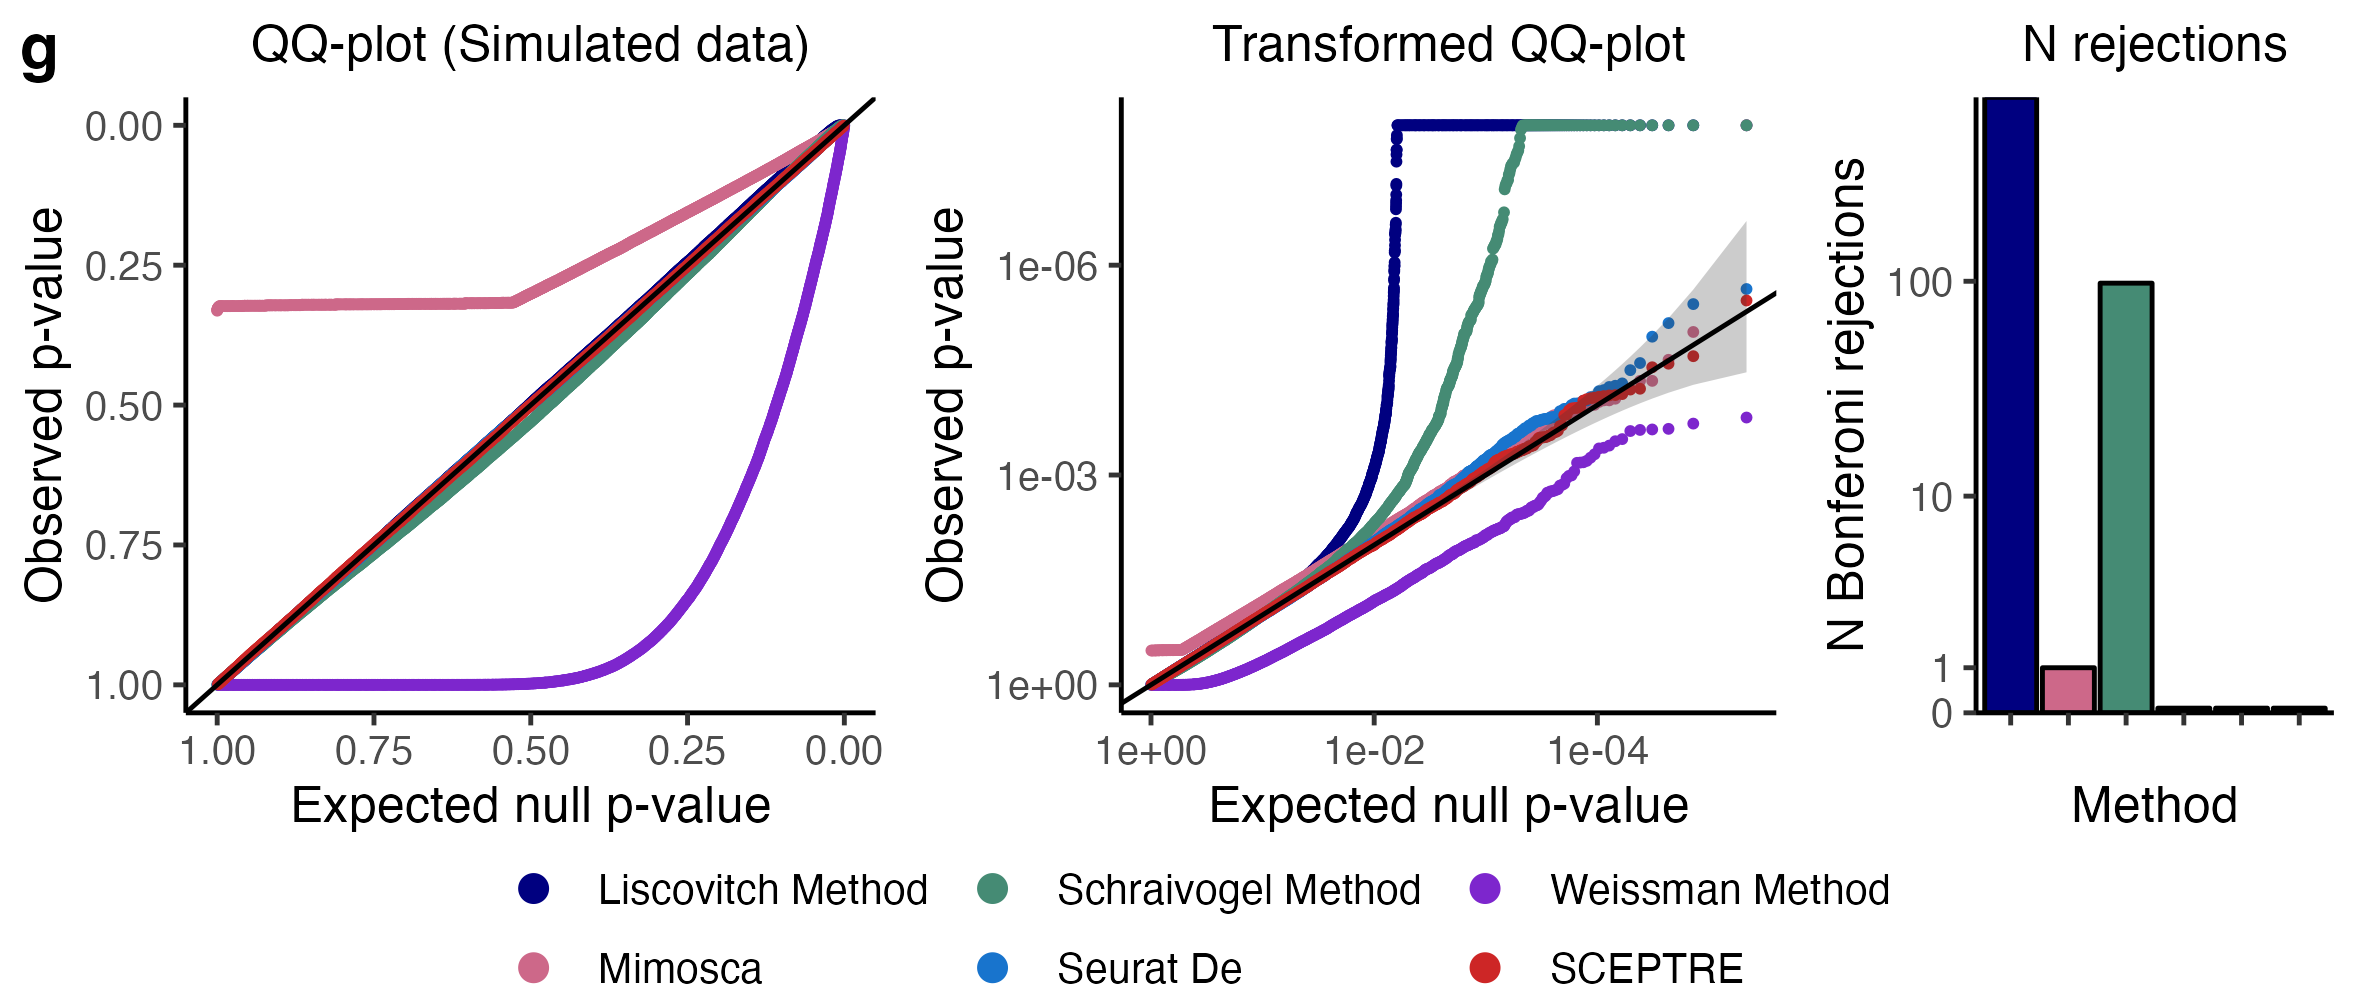 g
QQ-plot (Simulated data)
Transformed QQ-plot
N rejections
Observed p-value
0.00
0.25
0.50
0.75
1.00
1.00
0.75
0.50
0.25
0.00
Expected null p-value
Observed p-value
1e-06
1e-03
1e+00
1e+00
1e-02
1e-04
Expected null p-value
N Bonferoni rejections
100
10
1
0
Method
Liscovitch Method
Schraivogel Method
Weissman Method
Mimosca
Seurat De
SCEPTRE